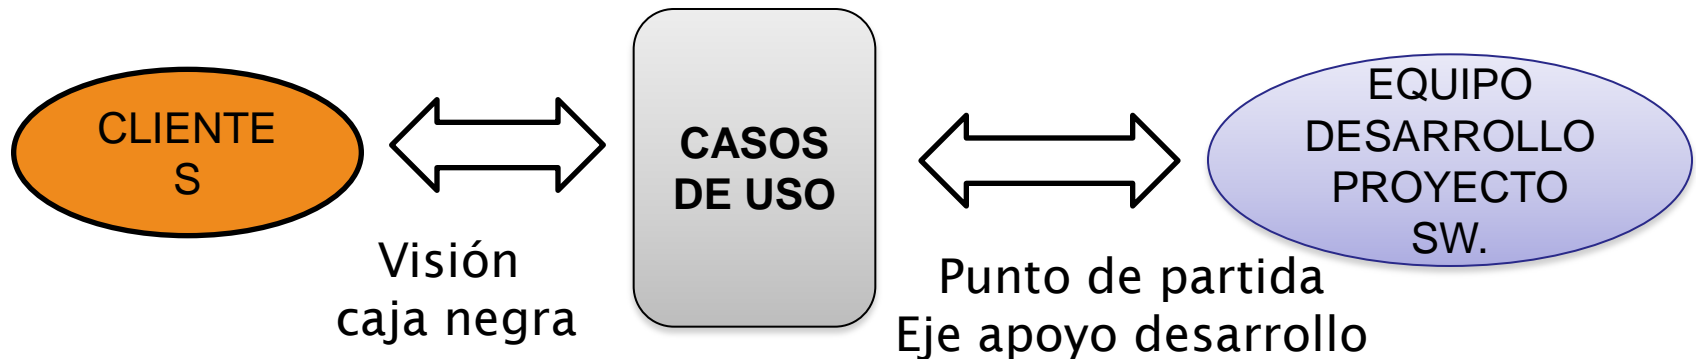 CLIENTE
S
Visión
caja negra
CASOS
DE USO
Punto de partida
Eje apoyo desarrollo
EQUIPO
DESARROLLO
PROYECTO
SW.